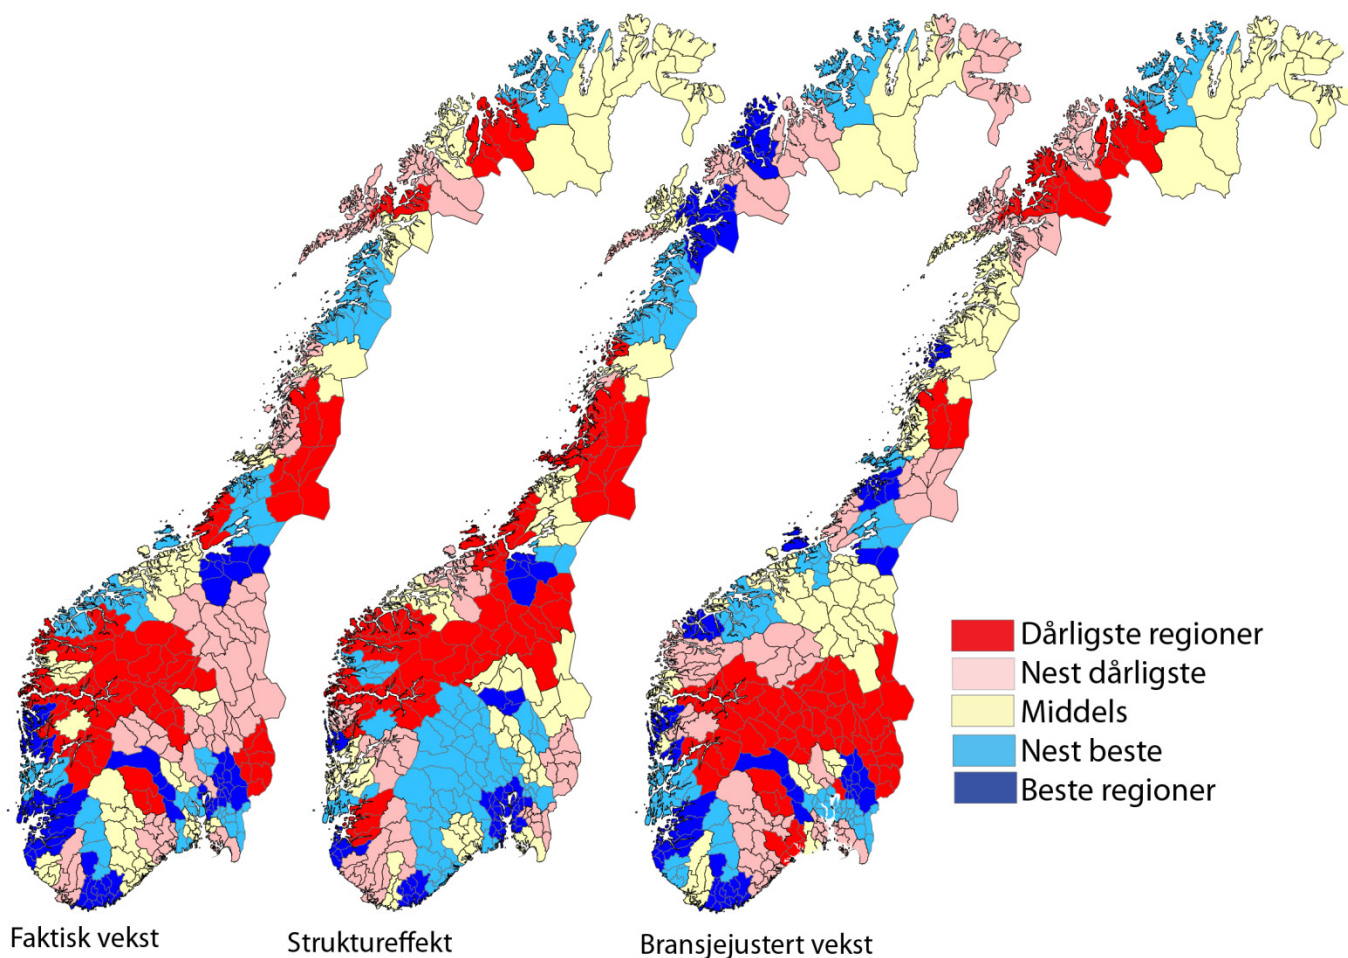 Dårligste regioner
Nest dårligste
Middels
Nest beste
Beste regioner
Faktisk vekst
Struktureffekt
Bransjejustert vekst